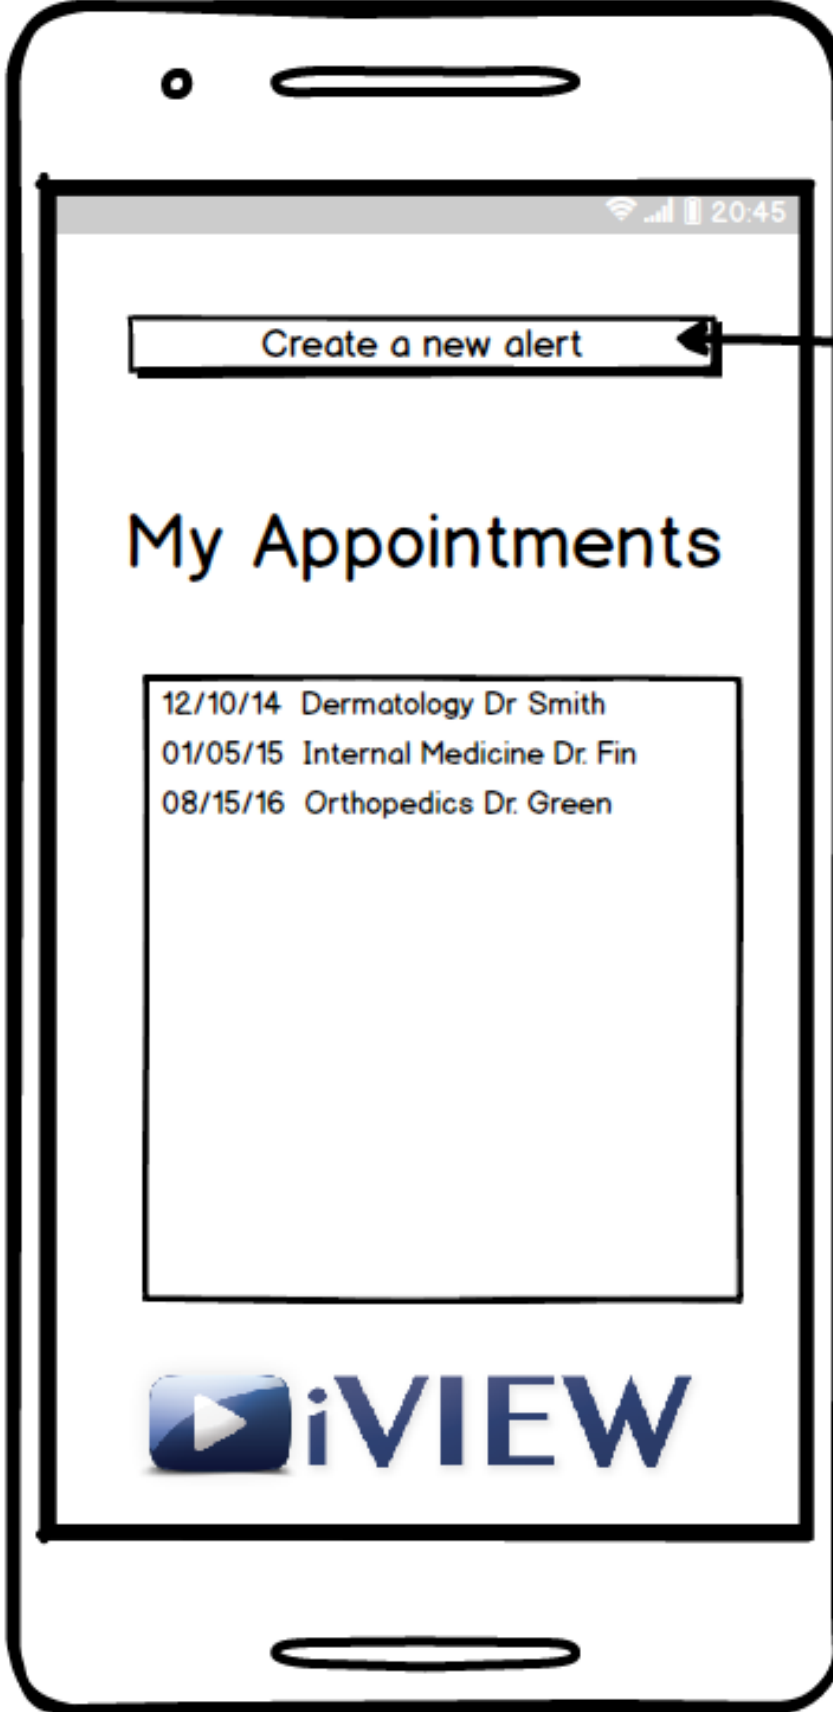 20:45
Create a new alert
My Appointments
12/10/14 Dermatology Dr Smith
01/05/15 Internal Medicine Dr. Fin
08/15/16 Orthopedics Dr. Green
iVIEW